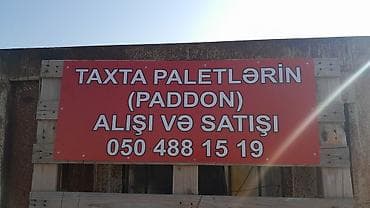 TAXTA PALETLƏRİN
(PADDON)
ALIŞI VƏ SATIŞI
050 488 15 19